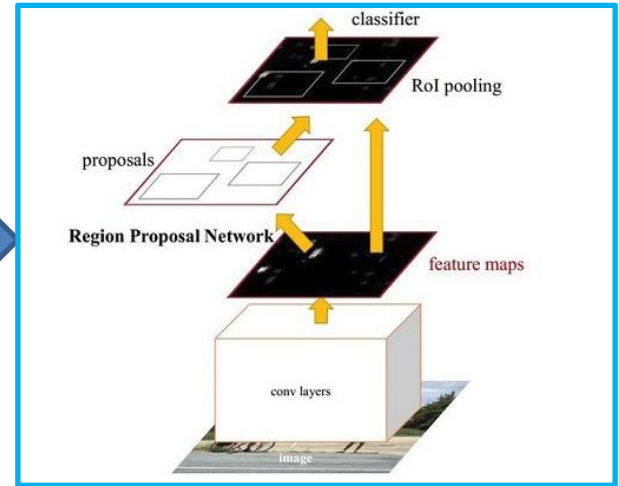 classifier
RoI pooling
proposals
Region Proposal Network
feature maps
conv layers
image